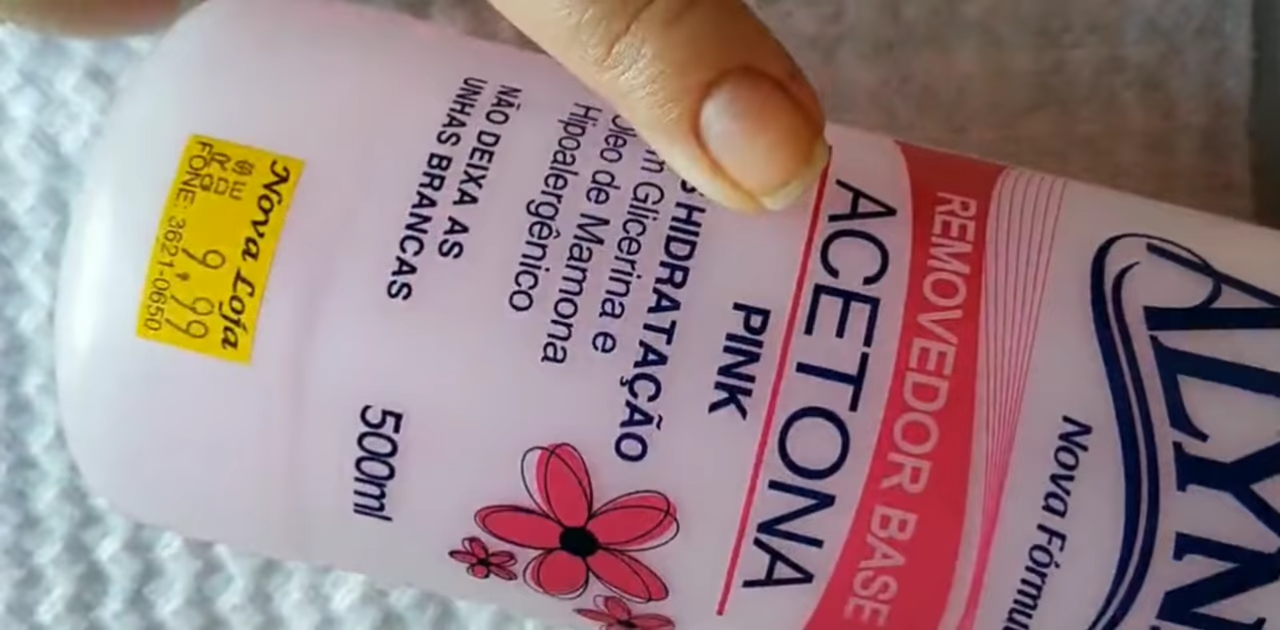 Nova Fórmu
REMOVEDOR BASE
ACETONA
PINK
HIDRATAÇÃO
Glicerina e
Óleo de Mamona
Hipoalergênico
NÃO DEIXA AS
UNHAS BRANCAS
500ml
Nova Loja
9,99
FONE: 3621-0650